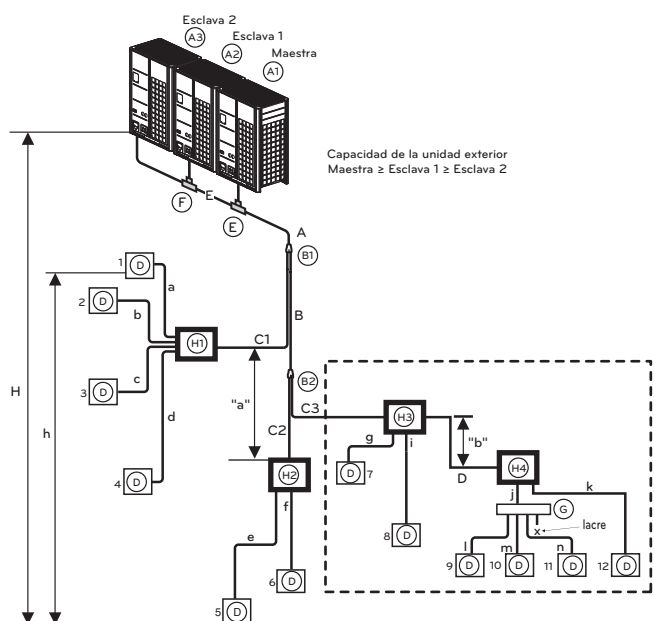 Esclava 2
A3
Esclava 1
A2
Maestra
A1
Capacidad de la unidad exterior
Maestra ≥ Esclava 1 ≥ Esclava 2
F
E
E
A
B1
1 D
a
2 D
b
H1
C1
B
3 D
c
d
4 D
H
h
"a"
B2
C3
C2
H2
e
f
5 D
6 D
H3
g
i
D 7
8 D
"b"
D
H4
j
k
G
x
lacre
l
m
n
9 D
10 D
11 D
12 D